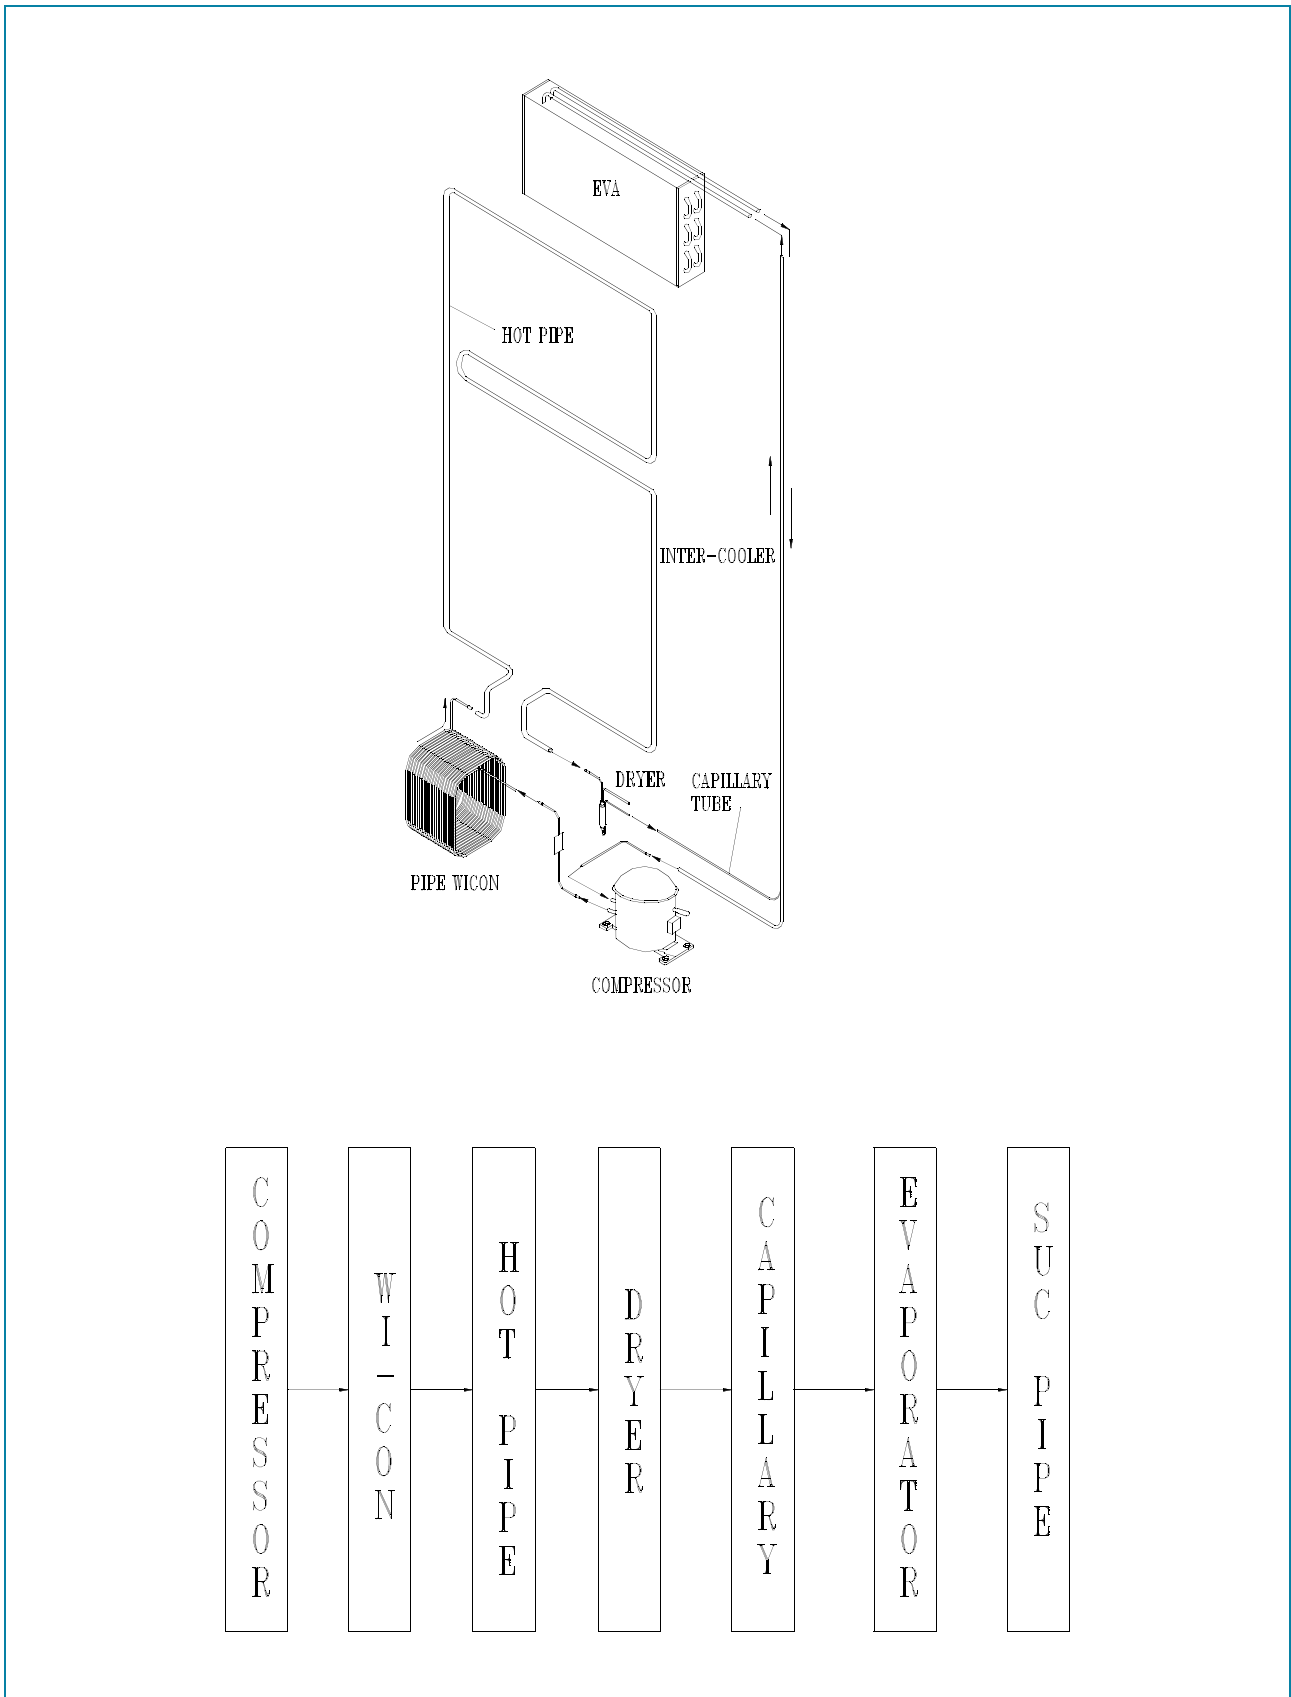 EVA
HOT PIPE
INTER-COOLER
DRYER
CAPILLARY
TUBE
PIPE WICON
COMPRESSOR
COMPRESSOR
WI-CON
HOT PIPE
DRYER
CAPILLARY
EVAPORATOR
SUC PIPE